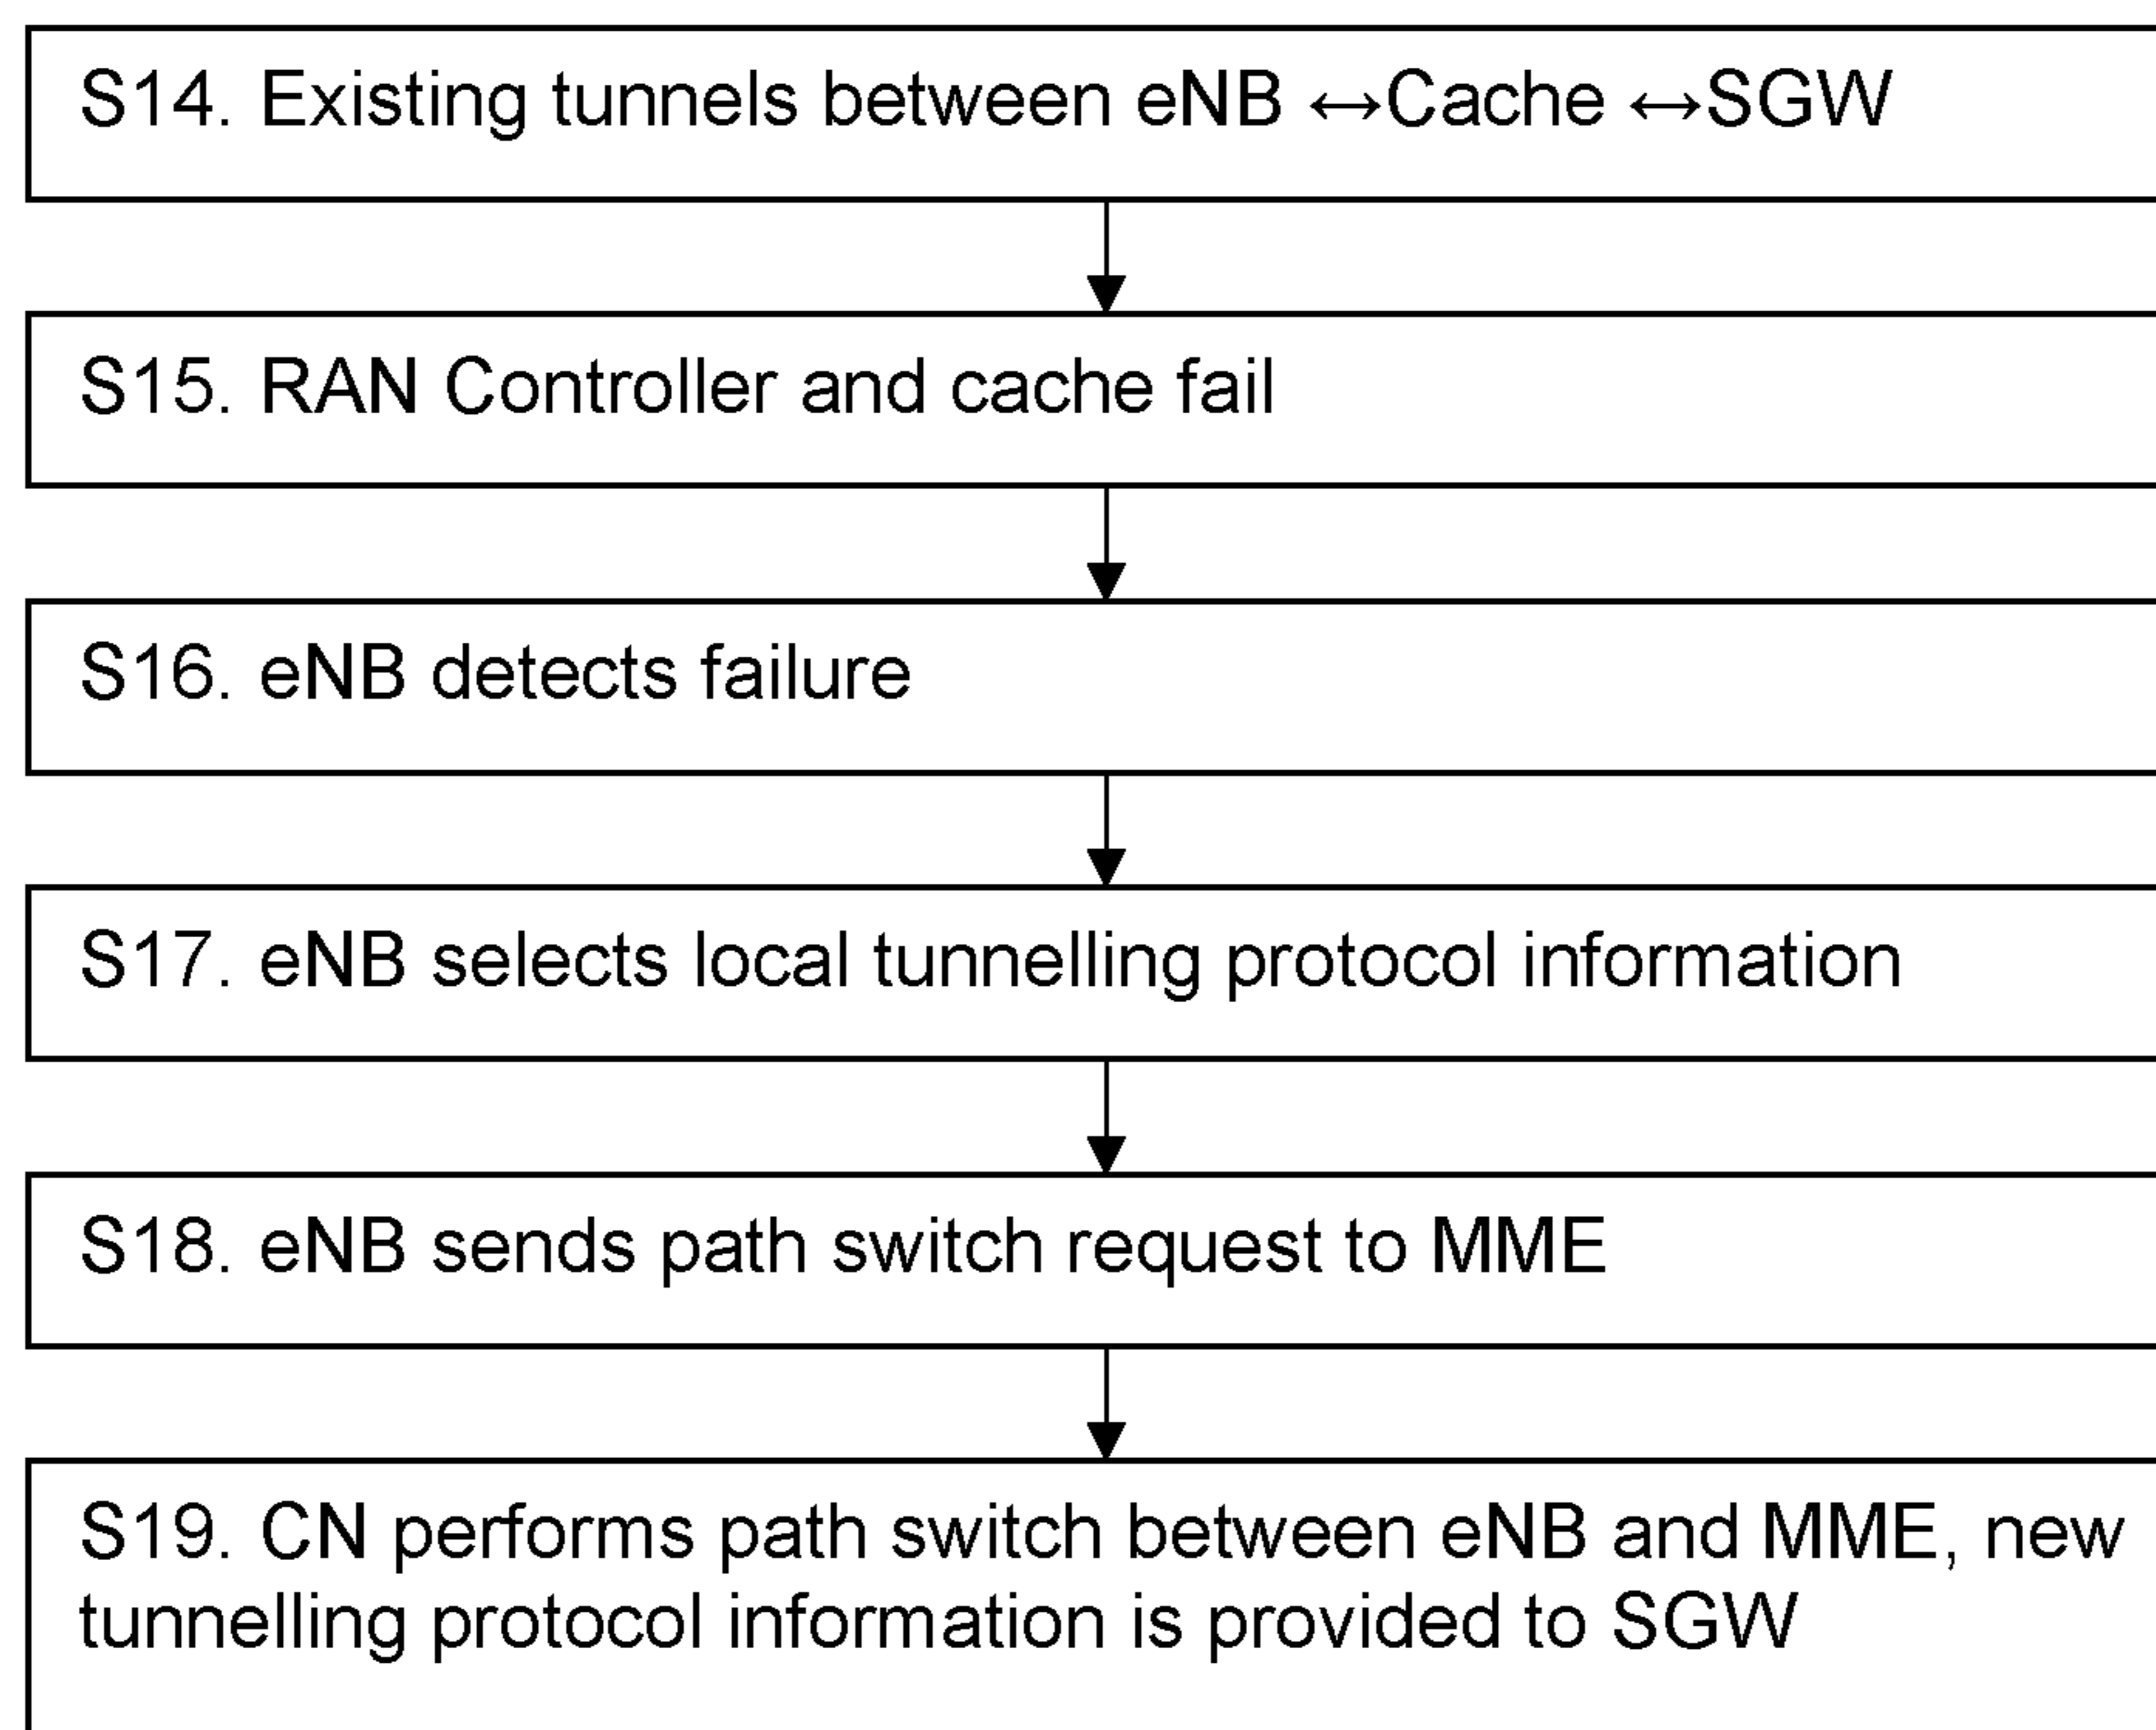 S14. Existing tunnels between eNB ↔Cache ↔SGW
S15. RAN Controller and cache fail
S16. eNB detects failure
S17. eNB selects local tunnelling protocol information
S18. eNB sends path switch request to MME
S19. CN performs path switch between eNB and MME, new
tunnelling protocol information is provided to SGW